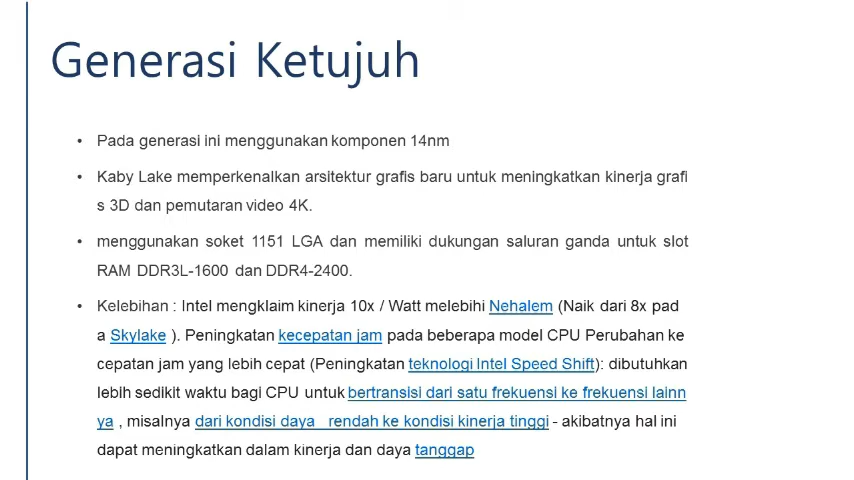 Generasi Ketujuh
• Pada generasi ini menggunakan komponen 14nm
• Kaby Lake memperkenalkan arsitektur grafis baru untuk meningkatkan kinerja grafi
s 3D dan pemutaran video 4K.
• menggunakan soket 1151 LGA dan memiliki dukungan saluran ganda untuk slot
RAM DDR3L-1600 dan DDR4-2400.
• Kelebihan : Intel mengklaim kinerja 10x / Watt melebihi Nehalem (Naik dari 8x pad
a Skylake ). Peningkatan kecepatan jam pada beberapa model CPU Perubahan ke
cepatan jam yang lebih cepat (Peningkatan teknologi Intel Speed Shift): dibutuhkan
lebih sedikit waktu bagi CPU untuk bertransisi dari satu frekuensi ke frekuensi lainn
ya , misalnya dari kondisi daya rendah ke kondisi kinerja tinggi - akibatnya hal ini
dapat meningkatkan dalam kinerja dan daya tanggap